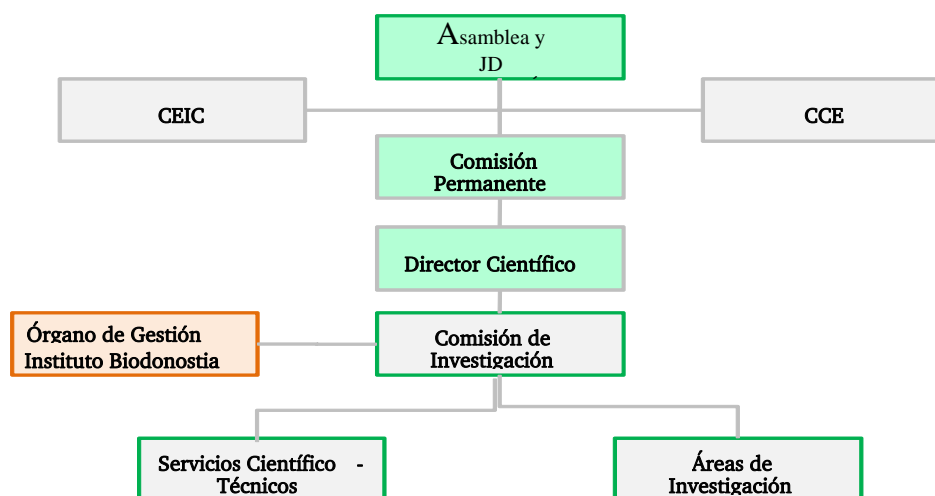 Asamblea y
JD
CEIC
CCE
Comisión
Permanente
Director Científico
Órgano de Gestión
Instituto Biodonostia
Comisión de
Investigación
Servicios Científico -
Técnicos
Áreas de
Investigación